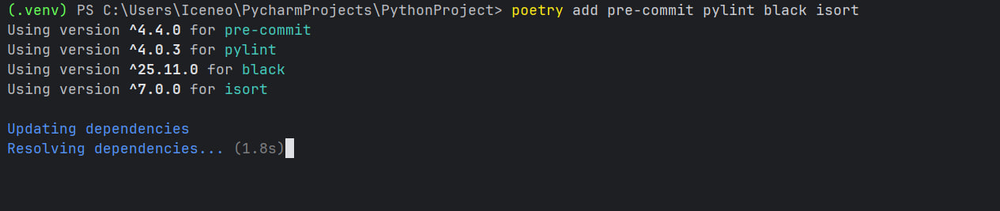 (.venv) PS C:\Users\Iceneo\PycharmProjects\PythonProject> poetry add pre-commit pylint black isort
Using version ^4.4.0 for pre-commit
Using version ^4.0.3 for pylint
Using version ^25.11.0 for black
Using version ^7.0.0 for isort
Updating dependencies
Resolving dependencies... (1.8s)